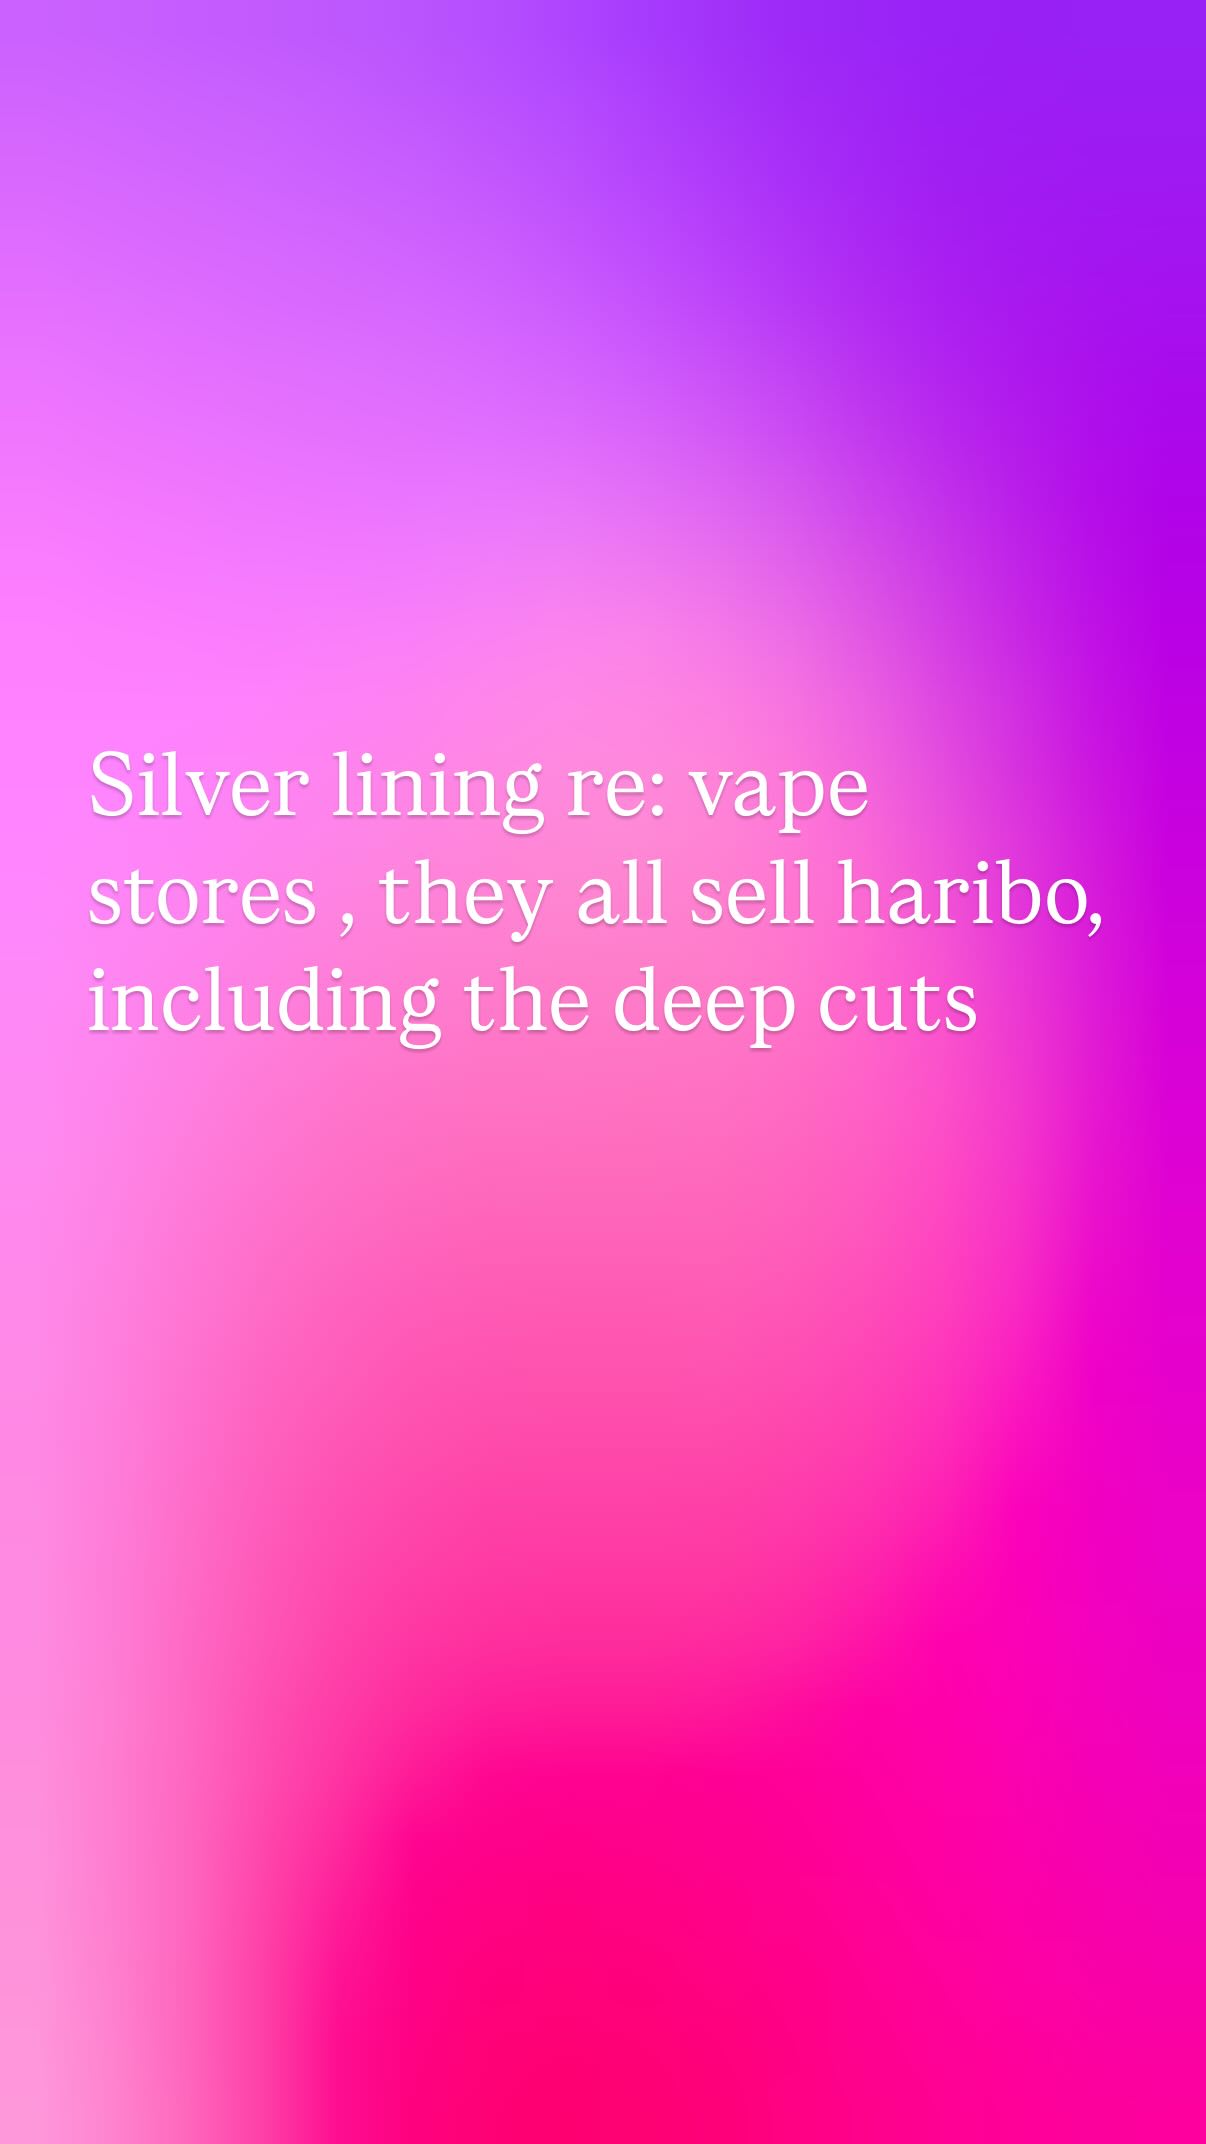 Silver lining re: vape
stores , they all sell haribo,
including the deep cuts